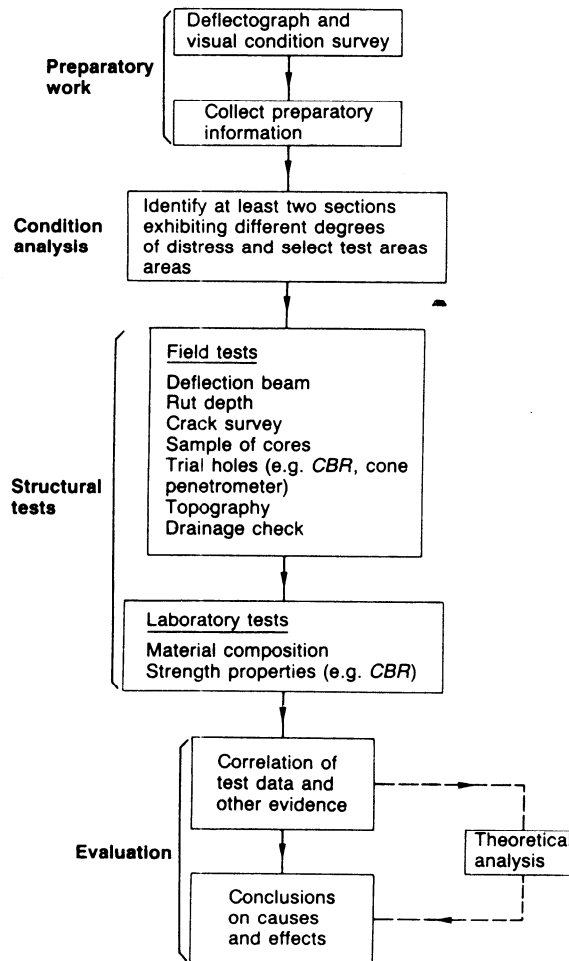 Deflectograph and
visual condition survey
Preparatory
work
Collect preparatory
information
Condition
analysis
Identify at least two sections
exhibiting different degrees
of distress and select test areas
areas
Structural
tests
Field tests
Deflection beam
Rut depth
Crack survey
Sample of cores
Trial holes (e.g. CBR, cone
penetrometer)
Topography
Drainage check
Laboratory tests
Material composition
Strength properties (e.g. CBR)
Evaluation
Correlation of
test data and
other evidence
Theoretical
analysis
Conclusions
on causes
and effects